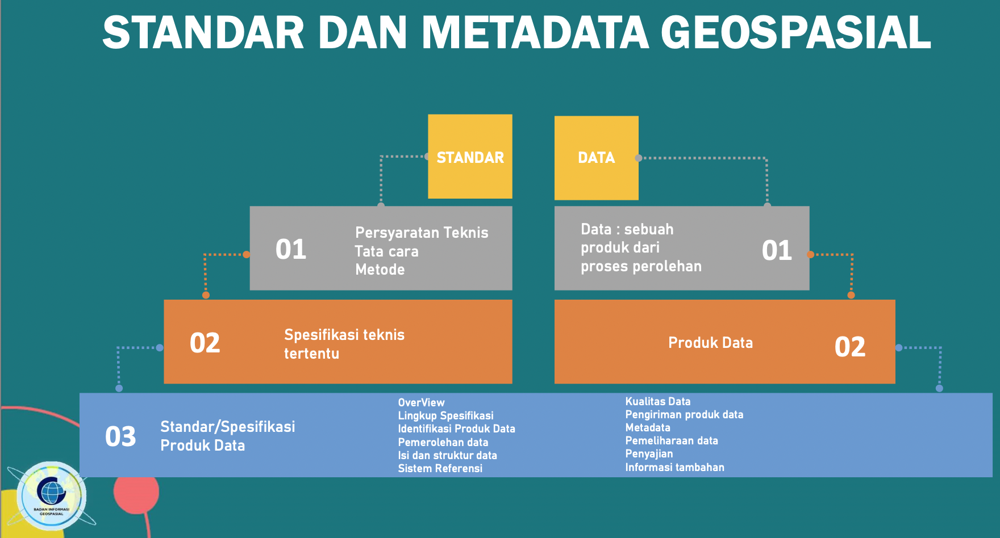 STANDAR DAN METADATA GEOSPASIAL
STANDAR
DATA
01
Persyaratan Teknis
Tata cara
Metode
Data : sebuah
produk dari
proses perolehan
01
02
Spesifikasi teknis
tertentu
Produk Data
02
03
Standar/Spesifikasi
Produk Data
OverView
Lingkup Spesifikasi
Identifikasi Produk Data
Pemerolehan data
Isi dan struktur data
Sistem Referensi
Kualitas Data
Pengiriman produk data
Metadata
Pemeliharaan data
Penyajian
Informasi tambahan
BADAN INFORMASI
GEOSPASIAL